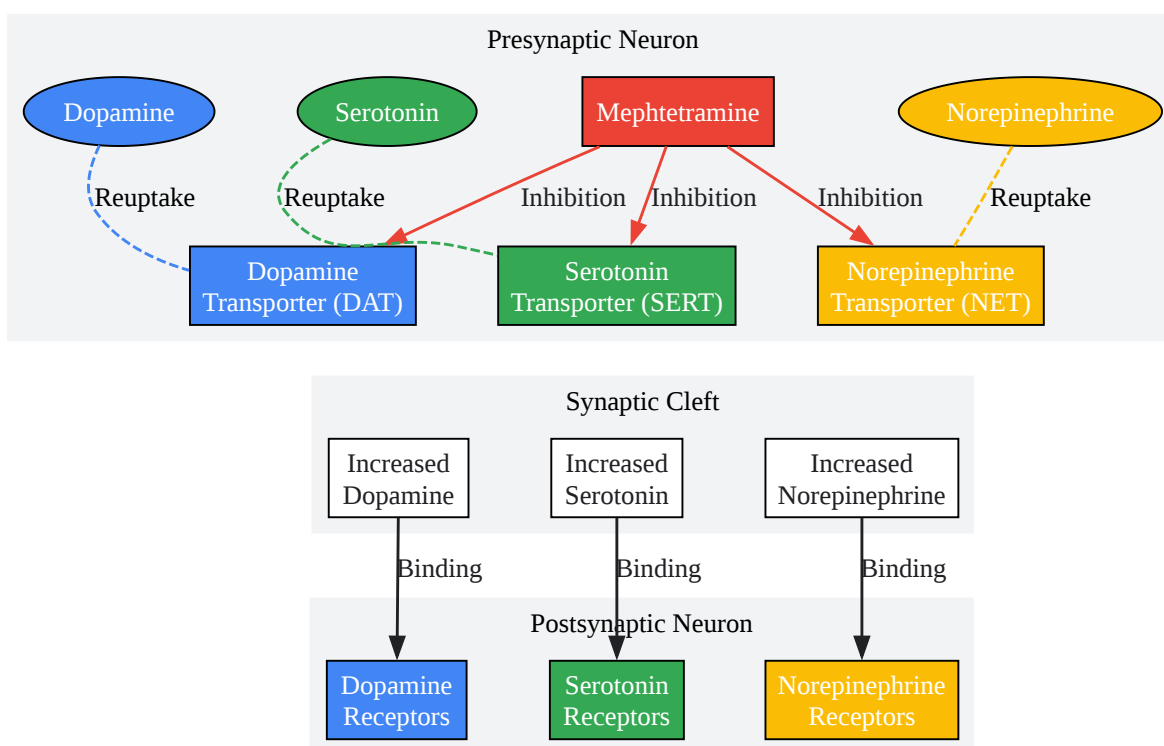 Presynaptic Neuron
Dopamine
Serotonin
Mephtetramine
Norepinephrine
Reuptake
Reuptake
Inhibition
Inhibition
Inhibition
Reuptake
Dopamine
Transporter (DAT)
Serotonin
Transporter (SERT)
Norepinephrine
Transporter (NET)
Synaptic Cleft
Increased
Dopamine
Increased
Serotonin
Increased
Norepinephrine
Binding
Binding
Binding
Postsynaptic Neuron
Dopamine
Receptors
Serotonin
Receptors
Norepinephrine
Receptors